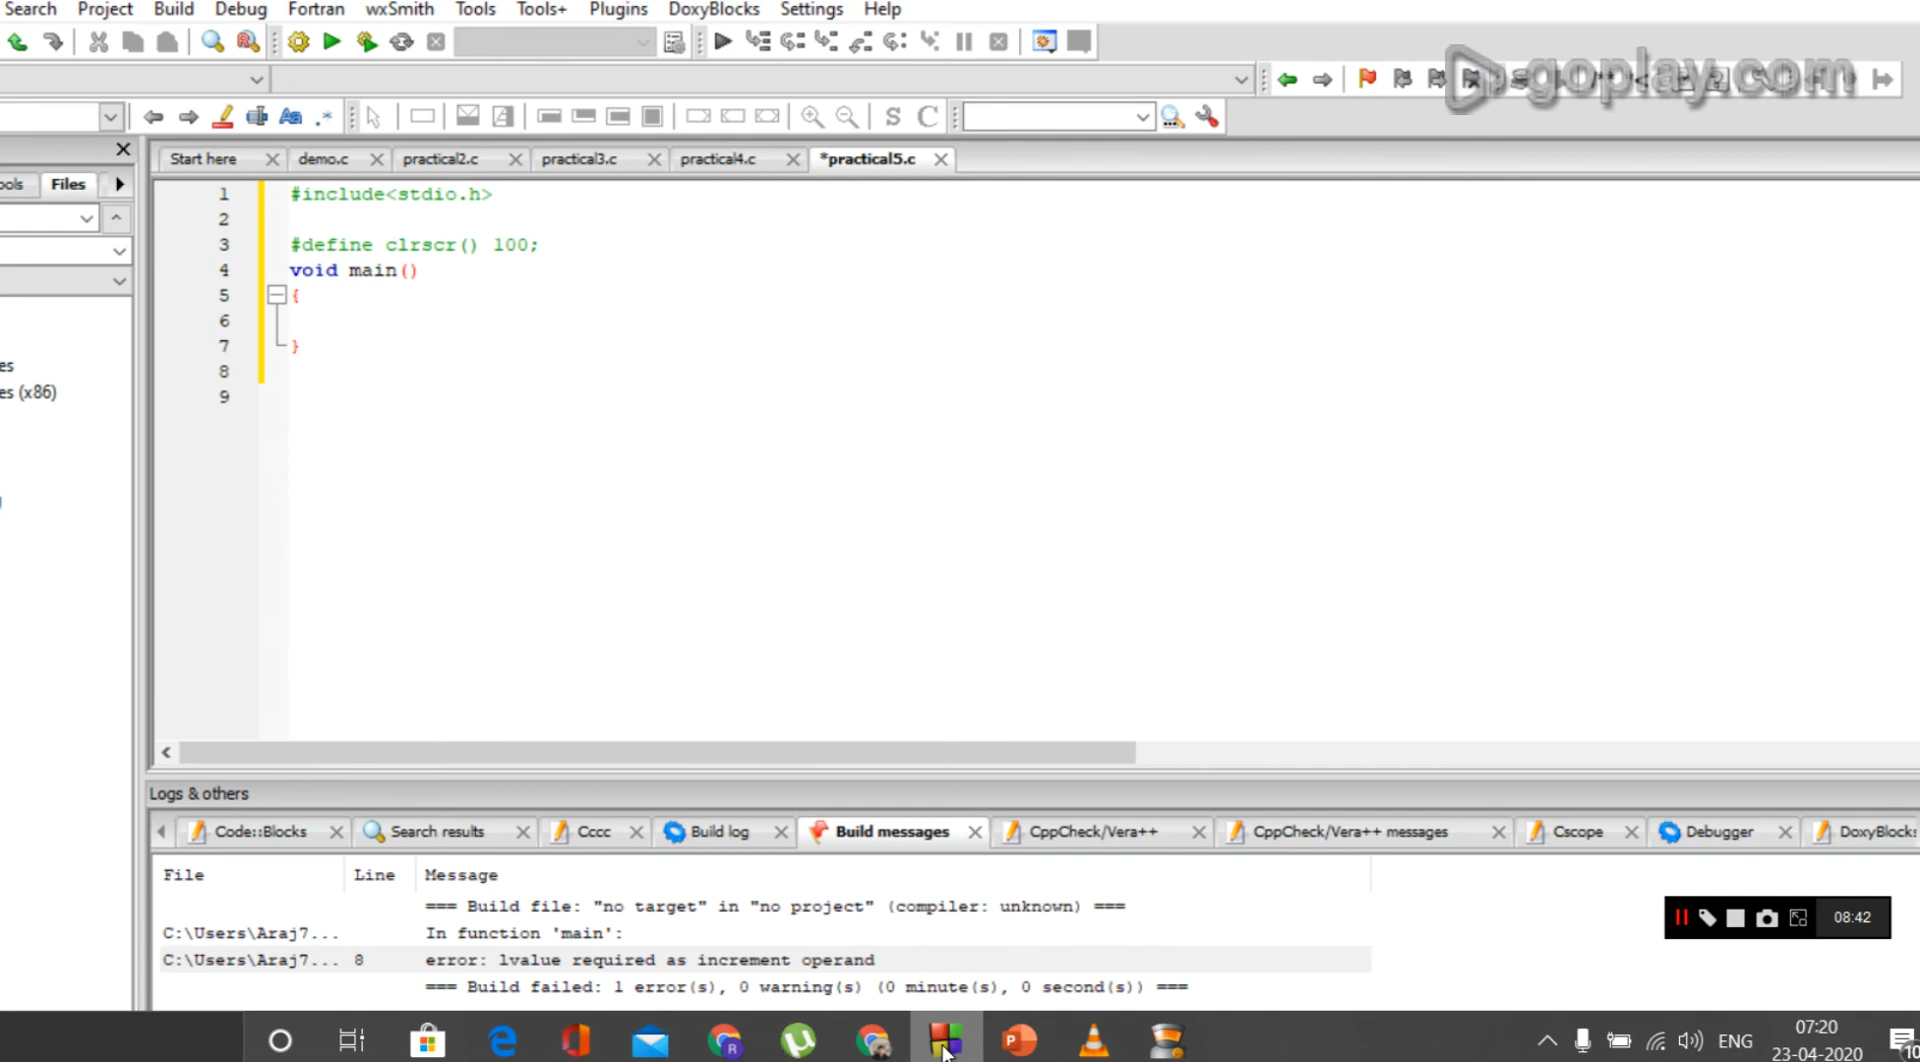 Search Project Build Debug Fortran wxSmith Tools Tools+ Plugins DoxyBlocks Settings Help
goplay.com
S C
Start here demo.c practical2.c practical3.c practical4.c *practical5.c
ols Files
1 #include<stdio.h>
2
3 #define clrscr() 100;
4 void main()
5 {
6
7 }
8
9
es
es (x86)
Logs & others
Code::Blocks Search results Cccc Build log Build messages CppCheck/Vera++ CppCheck/Vera++ messages Cscope Debugger DoxyBlocks
File Line Message
=== Build file: "no target" in "no project" (compiler: unknown) ===
C:\Users\Araj7... In function 'main':
C:\Users\Araj7... 8 error: lvalue required as increment operand
=== Build failed: 1 error(s), 0 warning(s) (0 minute(s), 0 second(s)) ===
08:42
ENG
07:20
23-04-2020
10